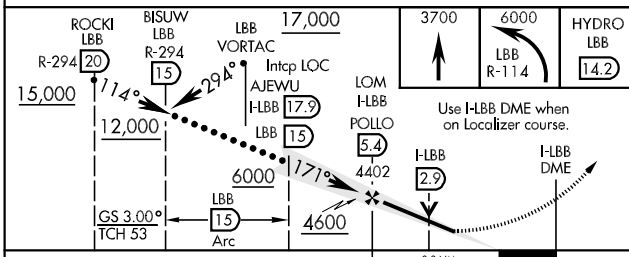 ROCKI
LBB
R-294 20
15,000
BISUW
LBB
R-294
15
114°
12,000
17,000
LBB
VORTAC
294°
Intcp LOC
AJEWU
I-LBB 17.9
LBB 15
6000
171°
LOM
I-LBB
POLLO
5.4
4402
4600
I-LBB
2.9
GS 3.00°
TCH 53
LBB
15
Arc
3700
6000
LBB
R-114
HYDRO
LBB
14.2
Use I-LBB DME when
on Localizer course.
I-LBB
DME